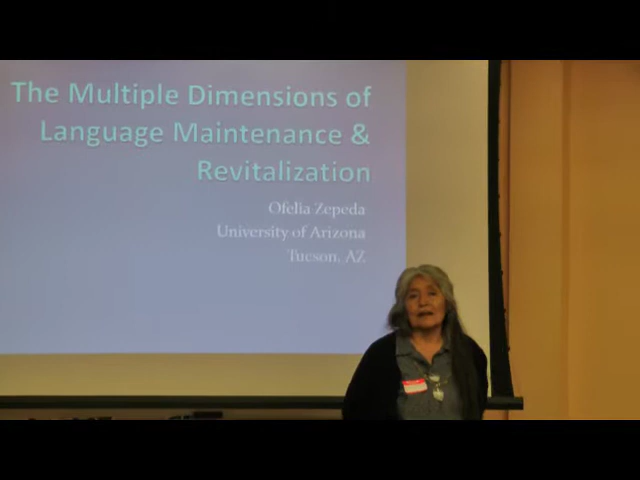 The Multiple Dimensions of
Language Maintenance &
Revitalization
Ofelia Zepeda
University of Arizona
Tucson, AZ